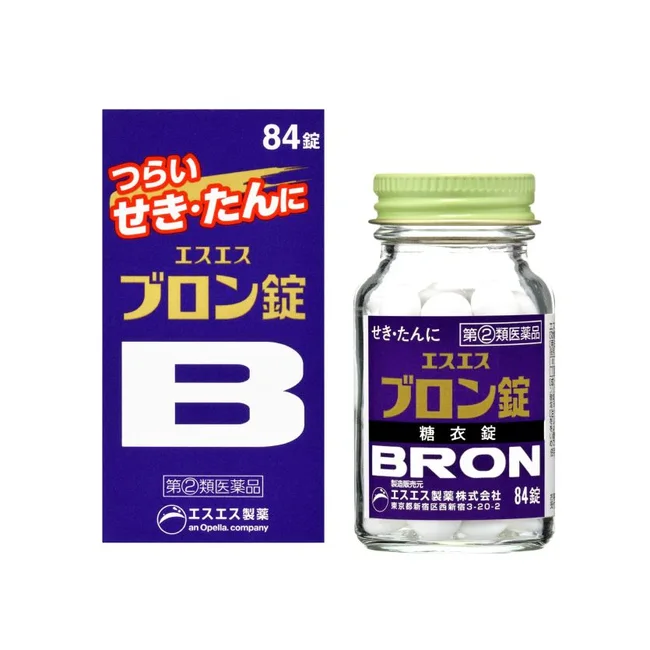 84錠
つらい
せき・たんに
エスエス
ブロン錠
B
指定②類医薬品
エスエス製薬
an Opella. company
せき・たんに
指定②類医薬品
エスエス
ブロン錠
糖衣錠
BRON
製造販売元
エスエス製薬株式会社
東京都新宿区西新宿3-20-2
84錠